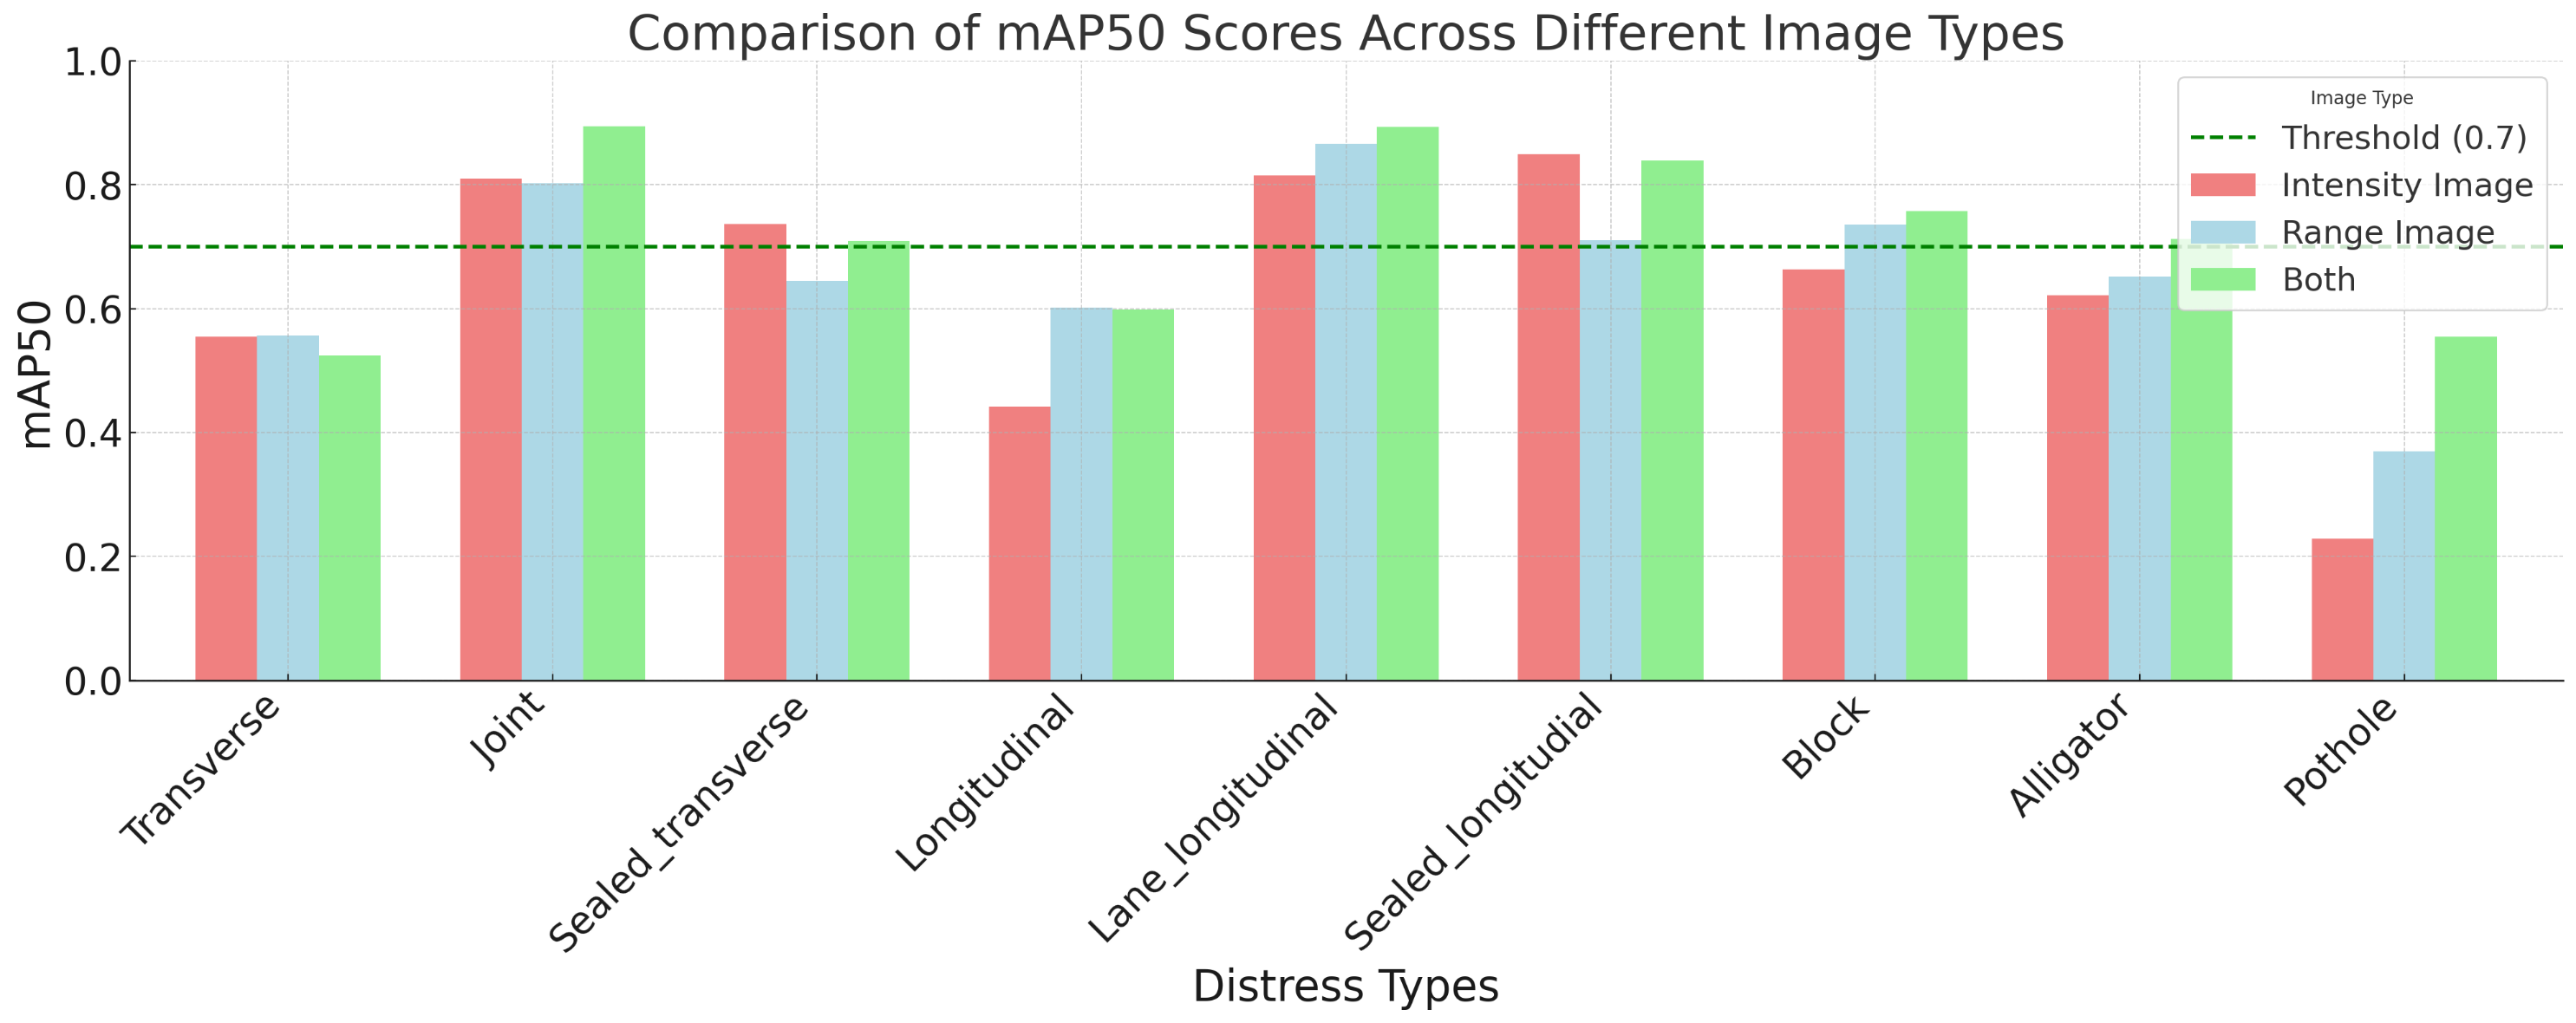 Comparison of mAP50 Scores Across Different Image Types
mAP50
1.0
0.8
0.6
0.4
0.2
0.0
Image Type
Threshold (0.7)
Intensity Image
Range Image
Both
Transverse
Joint
Sealed_transverse
Longitudinal
Lane_longitudinal
Sealed_longitudial
Block
Allligator
Pothole
Distress Types